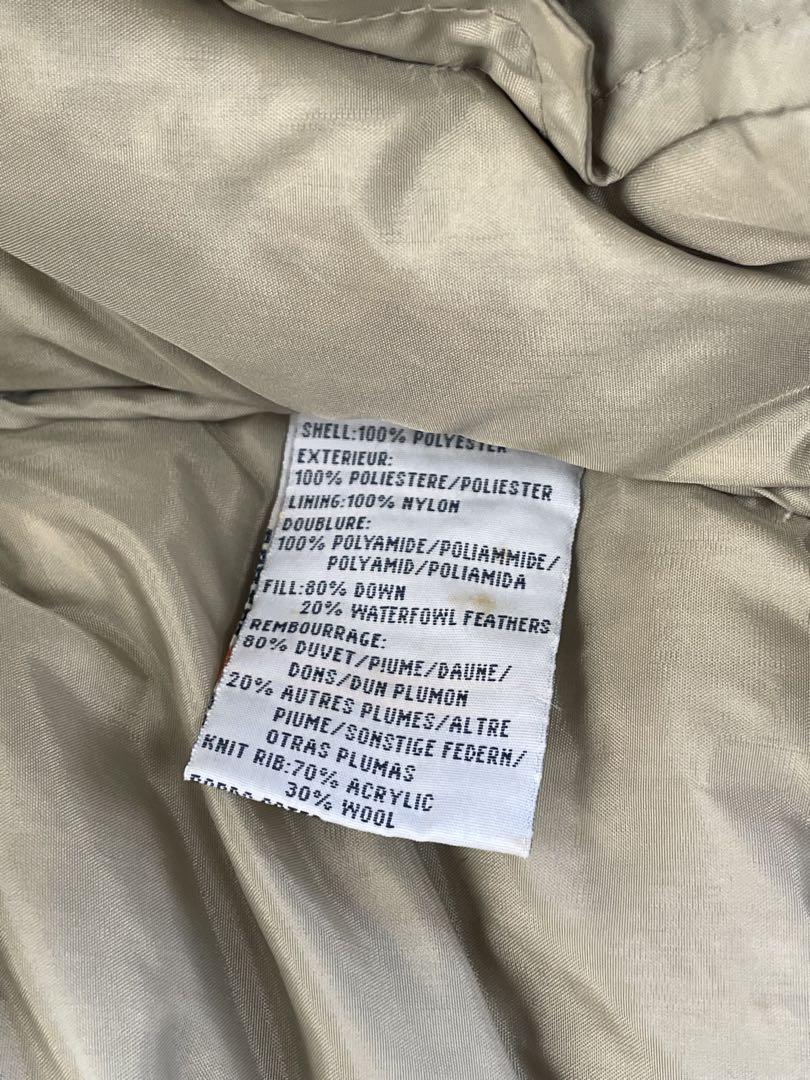 SHELL:100% POLYESTER
EXTERIEUR:
100% POLIESTERE/POLIESTER
LINING:100% NYLON
DOUBLURE:
100% POLYAMIDE/POLIAMMIDE/
POLYAMID/POLIAMIDA
FILL:80% DOWN
20% WATERFOWL FEATHERS
REMBOURRAGE:
80% DUVET/PIUME/DAUNE/
DONS/DUN PLUMON
20% AUTRES PLUMES/ALTRE
PIUME/SONSTIGE FEDERN/
OTRAS PLUMAS
KNIT RIB:70% ACRYLIC
30% WOOL